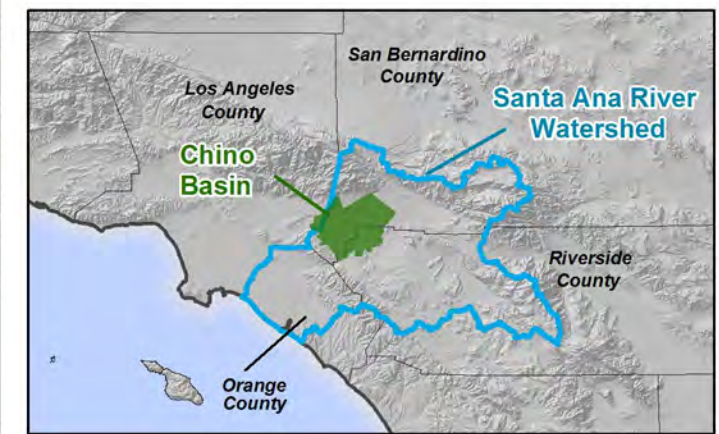 San Bernardino
County
Los Angeles
County
Santa Ana River
Watershed
Chino
Basin
Riverside
County
Orange
County